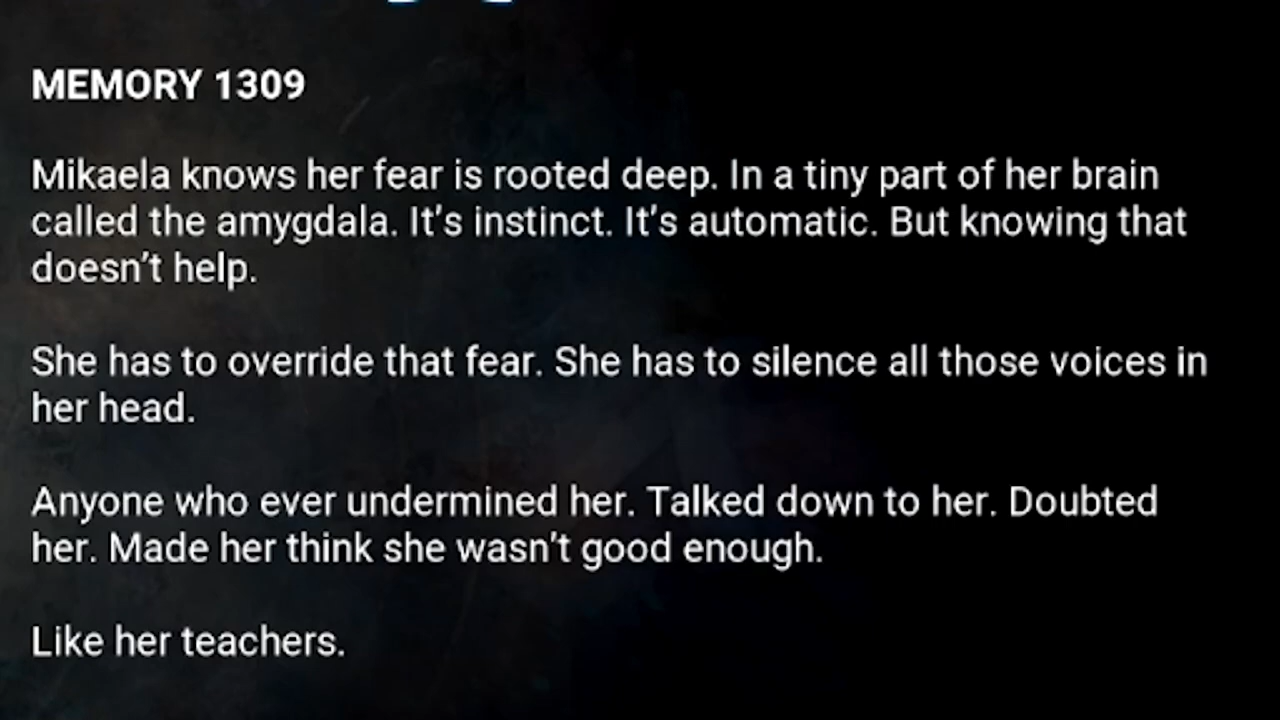 MEMORY 1309
Mikaela knows her fear is rooted deep. In a tiny part of her brain
called the amygdala. It's instinct. It's automatic. But knowing that
doesn't help.
She has to override that fear. She has to silence all those voices in
her head.
Anyone who ever undermined her. Talked down to her. Doubted
her. Made her think she wasn't good enough.
Like her teachers.